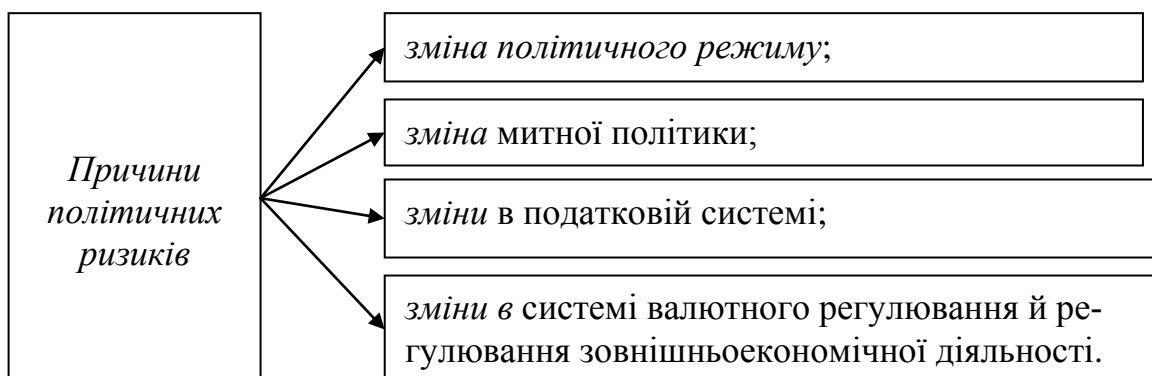 Причини
політичних
ризиків
зміна політичного режиму;
зміна митної політики;
зміни в податковій системі;
зміни в системі валютного регулювання й ре-
гулювання зовнішньоекономічної діяльності.